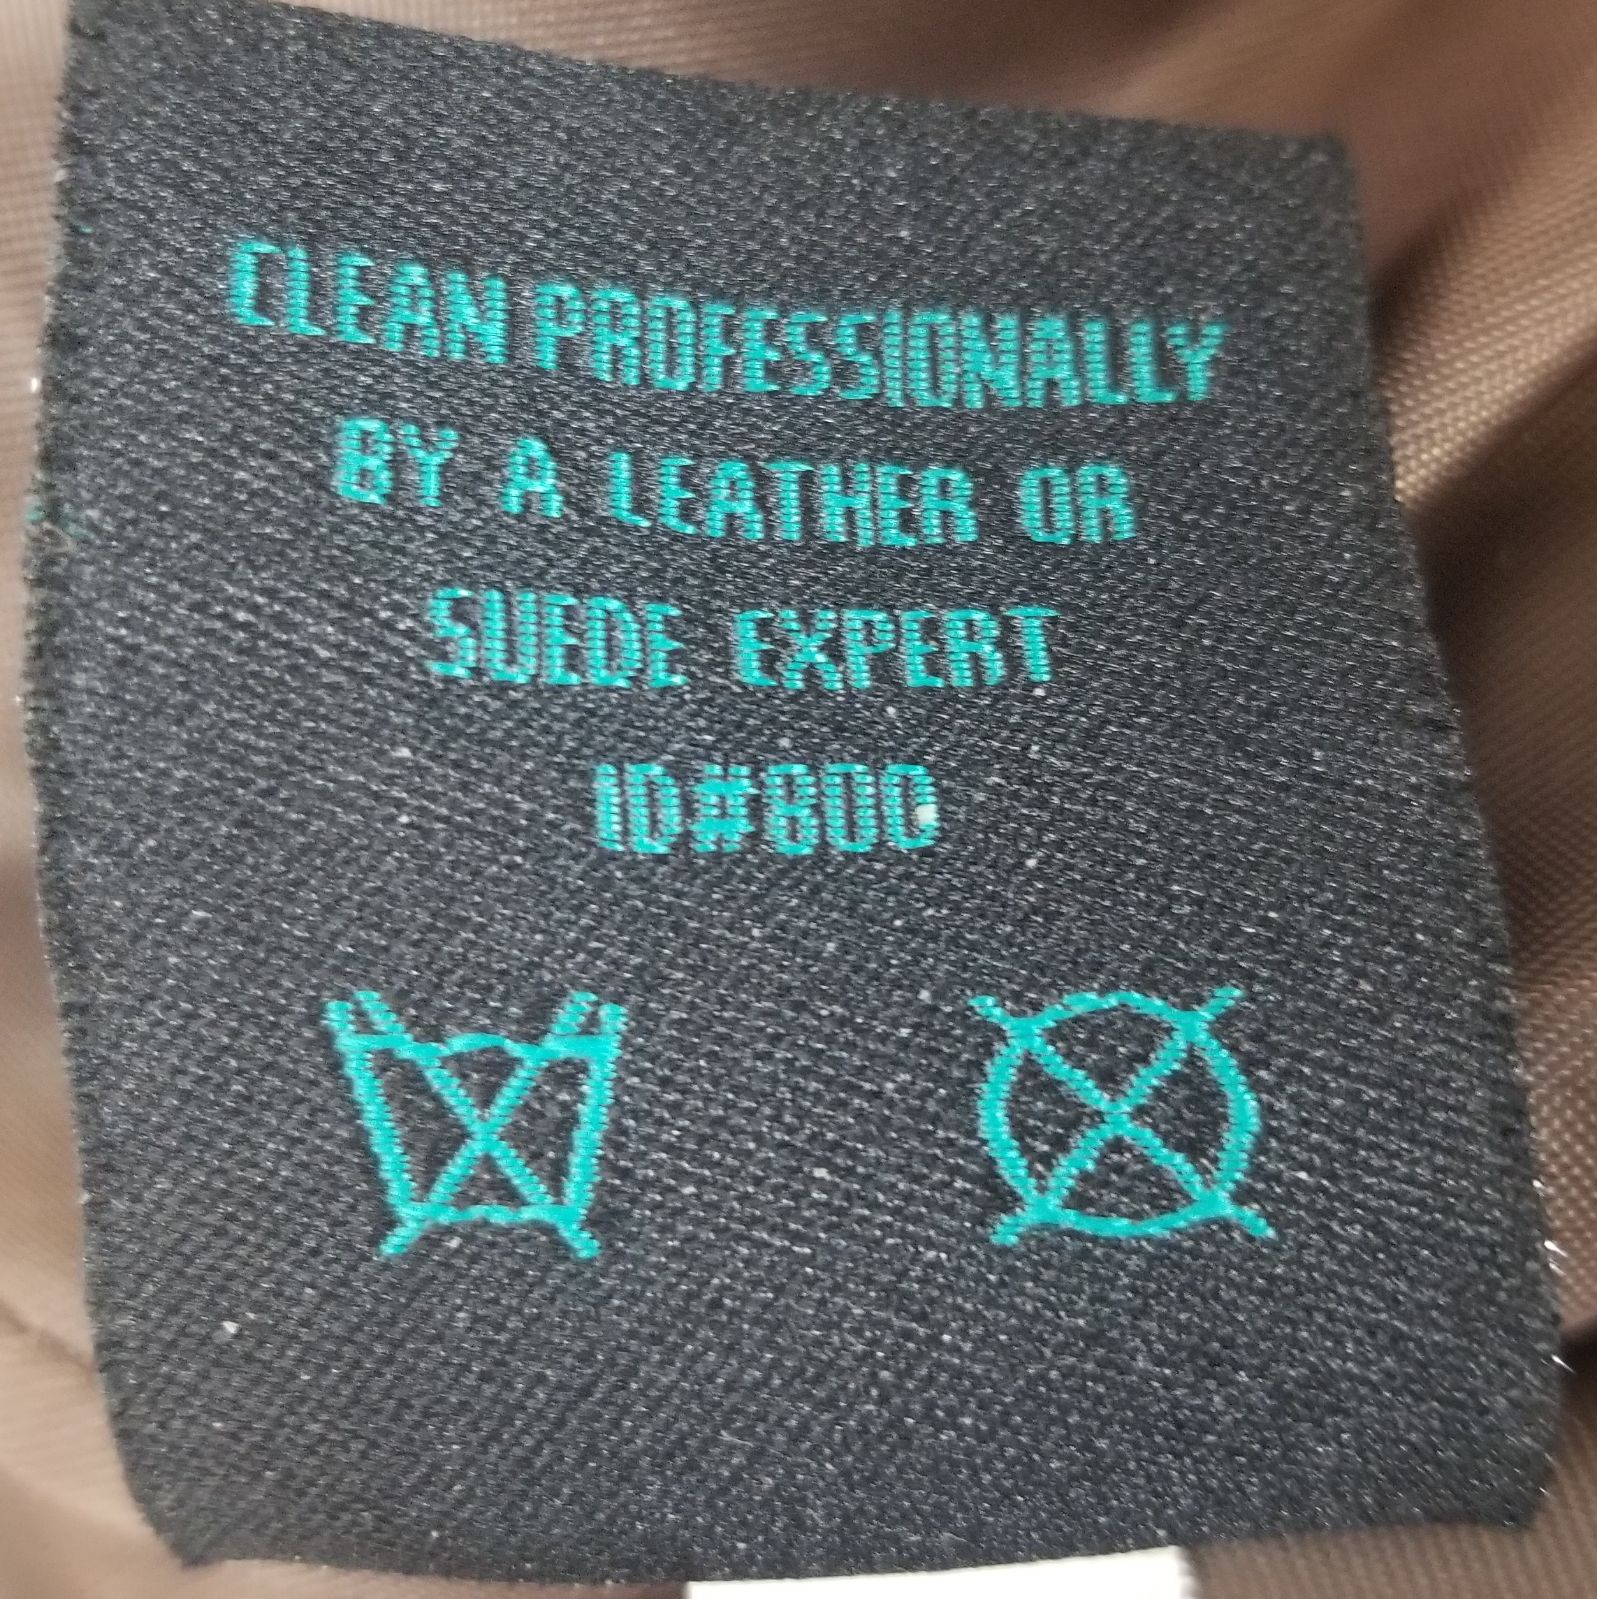 CLEAN PROFESSIONALLY
BY A LEATHER OR
SUEDE EXPERT
ID#800